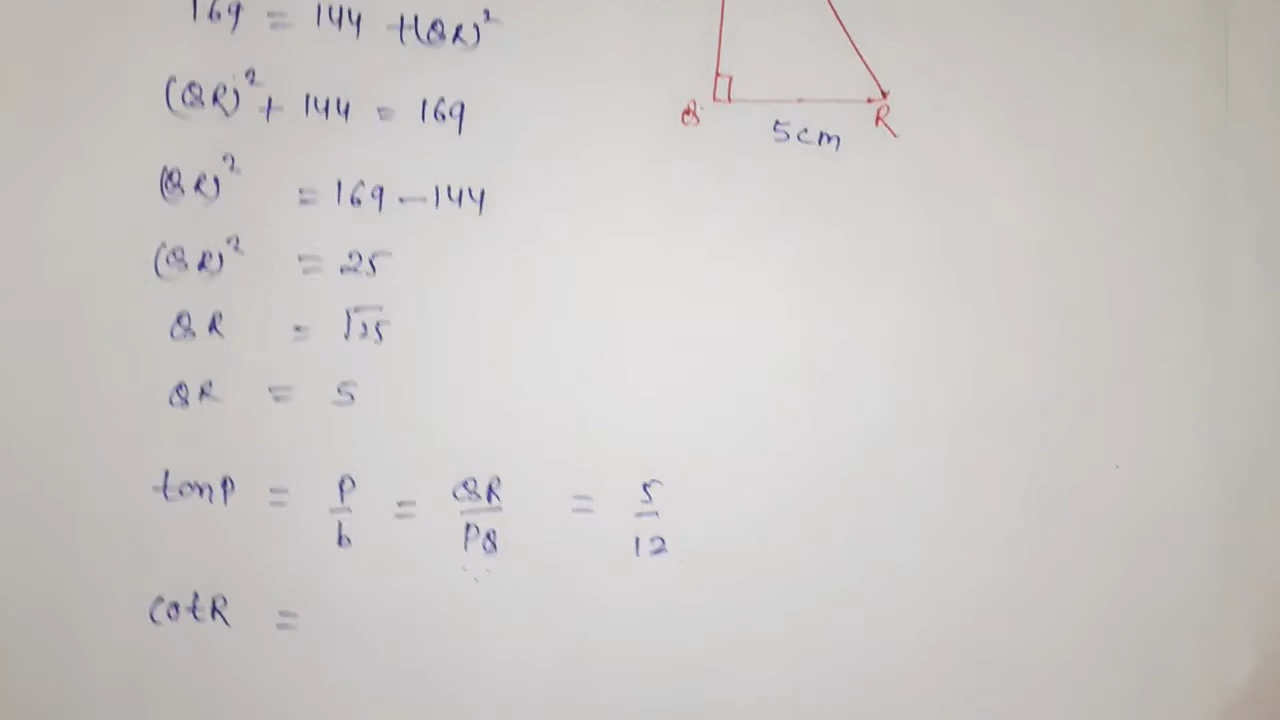 169 = 144 + (QR)²
(QR)² + 144 = 169
(QR)² = 169 - 144
(QR)² = 25
QR = √25
QR = 5
tanP = P/b = QR/PQ = 5/12
cotR =
Q R
5cm